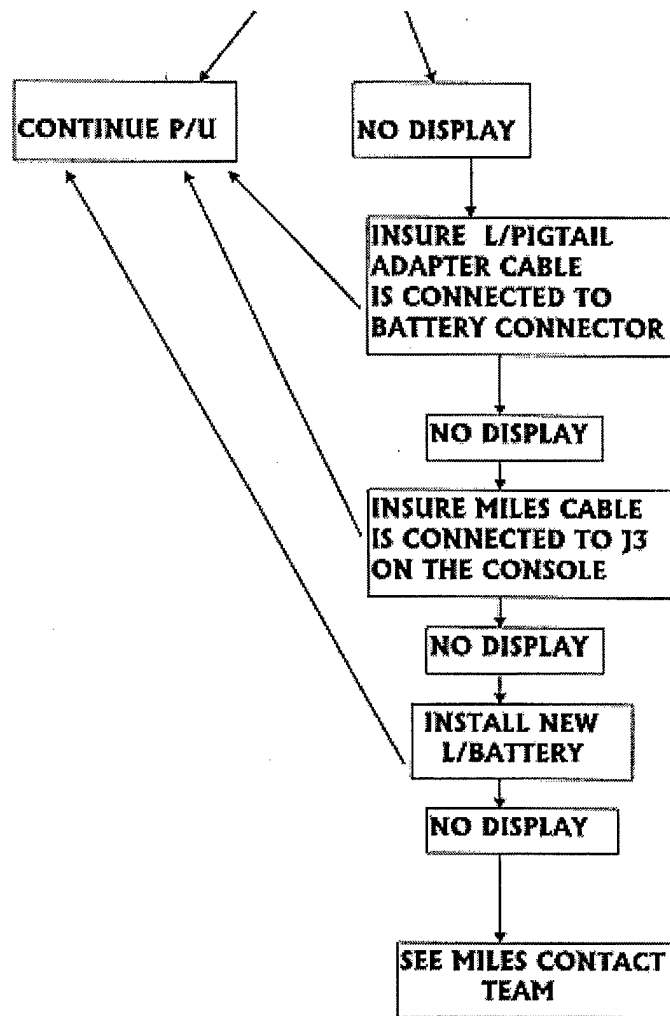 CONTINUE P/U
NO DISPLAY
INSURE L/PIGTAIL
ADAPTER CABLE
IS CONNECTED TO
BATTERY CONNECTOR
NO DISPLAY
INSURE MILES CABLE
IS CONNECTED TO J3
ON THE CONSOLE
NO DISPLAY
INSTALL NEW
L/BATTERY
NO DISPLAY
SEE MILES CONTACT
TEAM